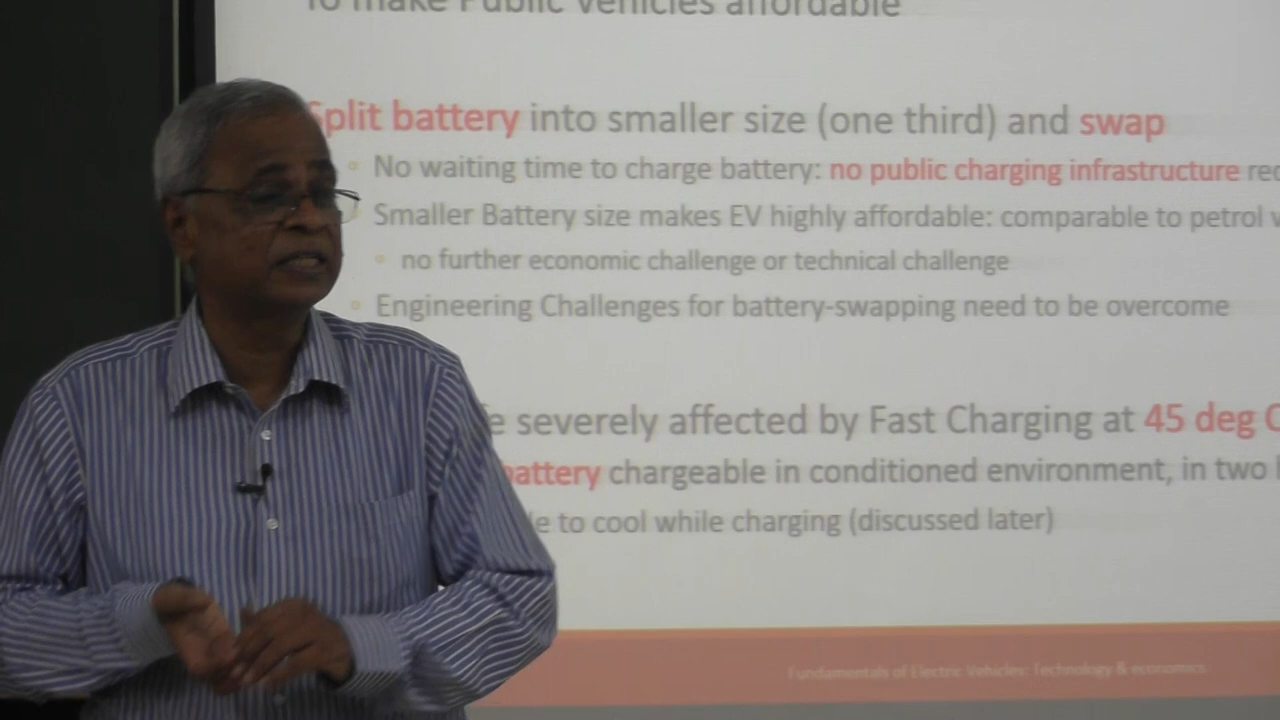 To make Public Vehicles affordable
Split battery into smaller size (one third) and swap
No waiting time to charge battery: no public charging infrastructure
Smaller Battery size makes EV highly affordable: comparable to petrol
no further economic challenge or technical challenge
Engineering Challenges for battery-swapping need to be overcome
severely affected by Fast Charging at 45 deg C
battery chargeable in conditioned environment, in two
to cool while charging (discussed later)
Fundamentals of Electric Vehicles: Technology & economics